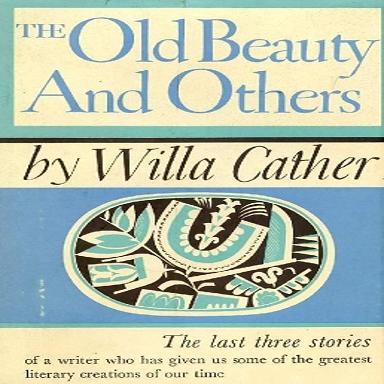 THE Old Beauty
And Others
by Willa Cather
The last three stories
of a writer who has given us some of the greatest
literary creations of our time